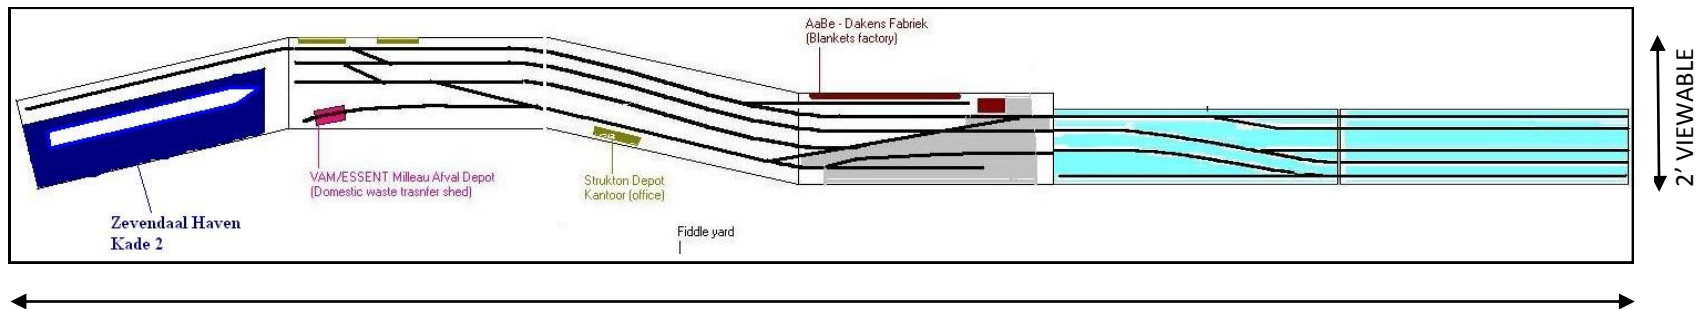 AaBe - Dakens Fabriek
(Blankets factory)
2' VIEWABLE
VAM/ESSENT Milleau Afval Depot
(Domestic waste trasnfer shed)
Strukton Depot
Kantoor (office)
Zevendaal Haven
Kade 2
Fiddle yard